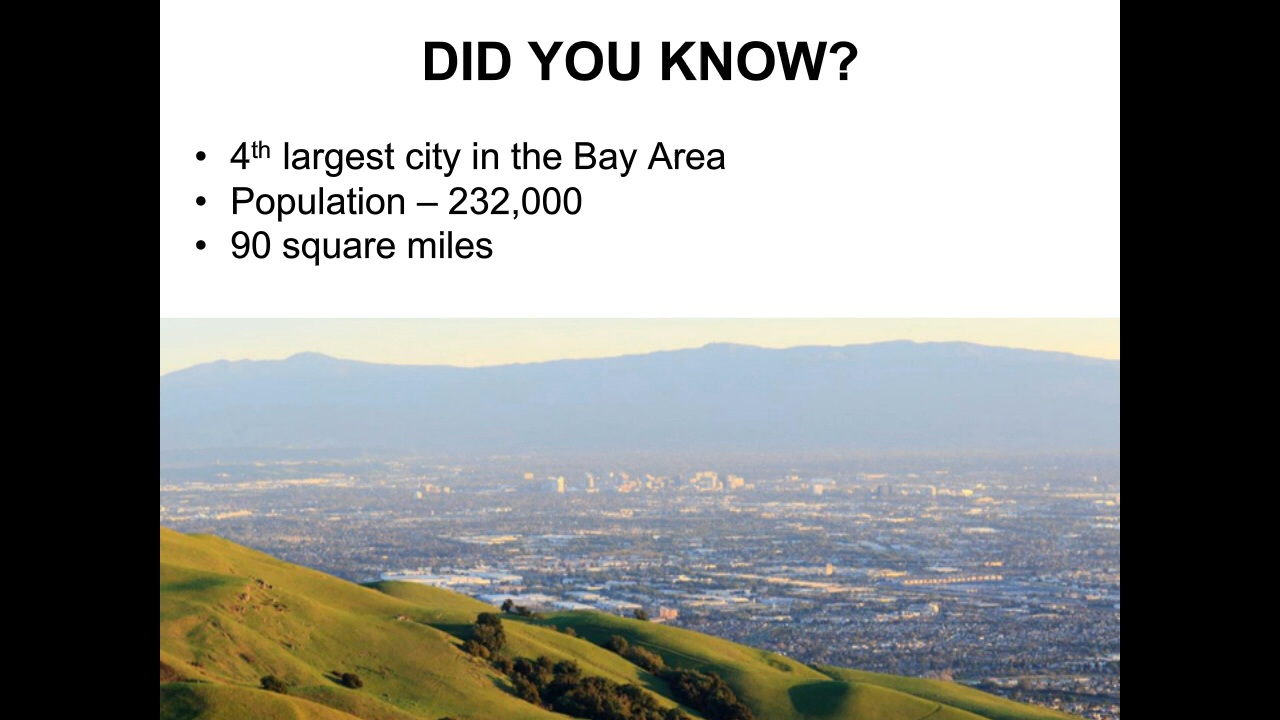 DID YOU KNOW?
• 4th largest city in the Bay Area
• Population – 232,000
• 90 square miles